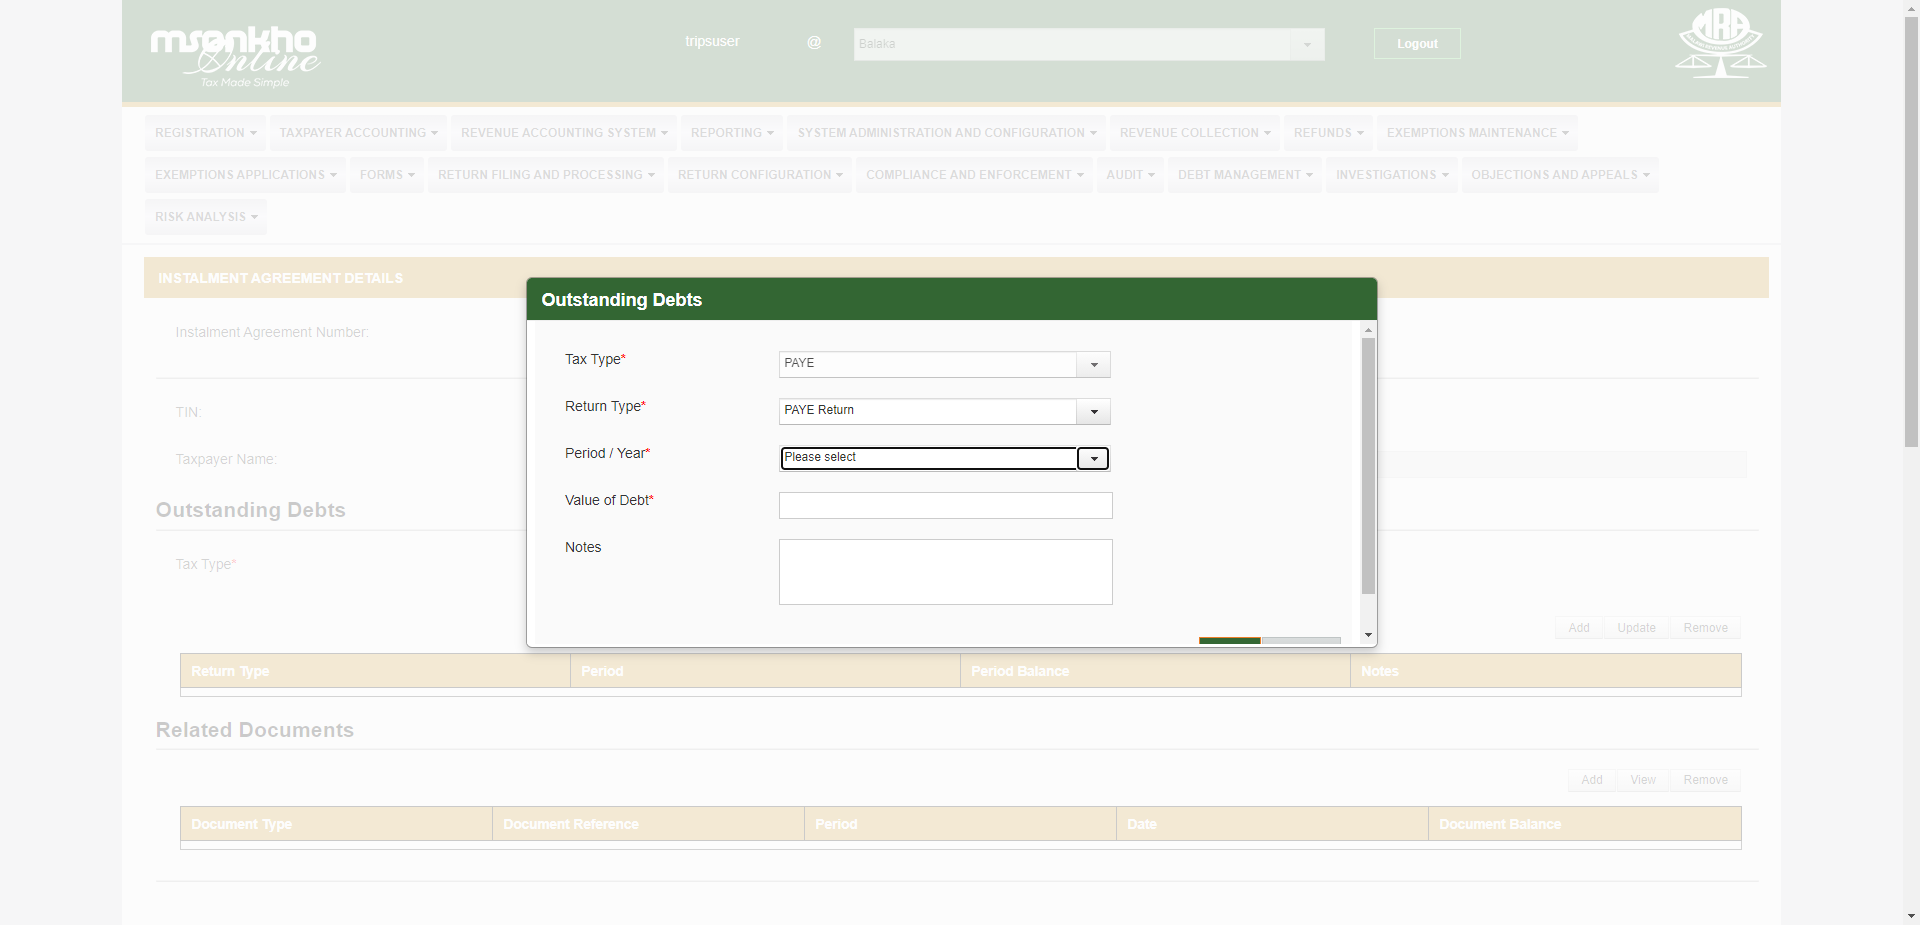 msonkho
Online
Tax Made Simple
tripsuser @ Balaka Logout
MRA
MALAWI REVENUE AUTHORITY
REGISTRATION TAXPAYER ACCOUNTING REVENUE ACCOUNTING SYSTEM REPORTING SYSTEM ADMINISTRATION AND CONFIGURATION REVENUE COLLECTION REFUNDS EXEMPTIONS MAINTENANCE
EXEMPTIONS APPLICATIONS FORMS RETURN FILING AND PROCESSING RETURN CONFIGURATION COMPLIANCE AND ENFORCEMENT AUDIT DEBT MANAGEMENT INVESTIGATIONS OBJECTIONS AND APPEALS
RISK ANALYSIS
INSTALMENT AGREEMENT DETAILS
Instalment Agreement Number:
TIN:
Taxpayer Name:
Outstanding Debts
Tax Type*
Outstanding Debts
Tax Type* PAYE
Return Type* PAYE Return
Period / Year* Please select
Value of Debt*
Notes
Add Update Remove
Return Type Period Period Balance Notes
Related Documents
Add View Remove
Document Type Document Reference Period Date Document Balance